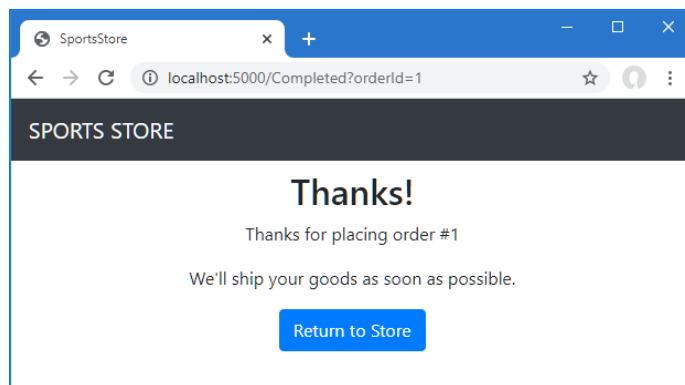 SportsStore
localhost:5000/Completed?orderId=1
SPORTS STORE
Thanks!
Thanks for placing order #1
We'll ship your goods as soon as possible.
Return to Store